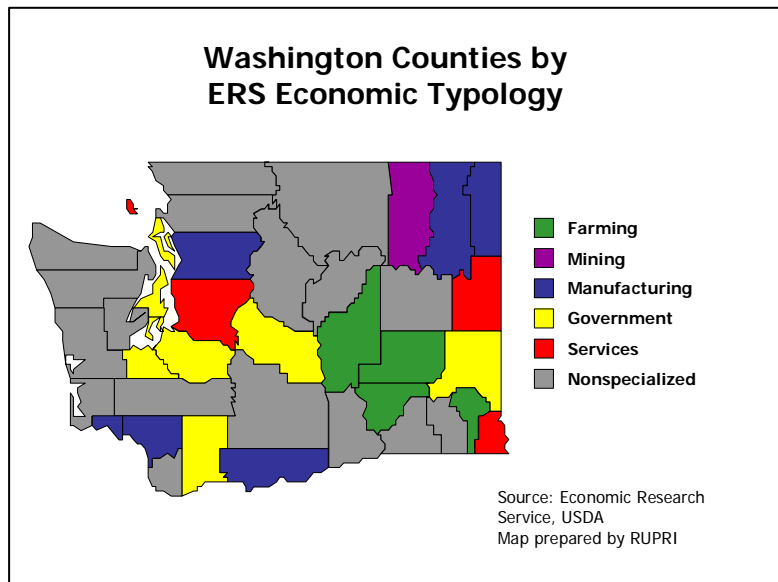 Washington Counties by
ERS Economic Typology
Farming
Mining
Manufacturing
Government
Services
Nonspecialized
Source: Economic Research
Service, USDA
Map prepared by RUPRI